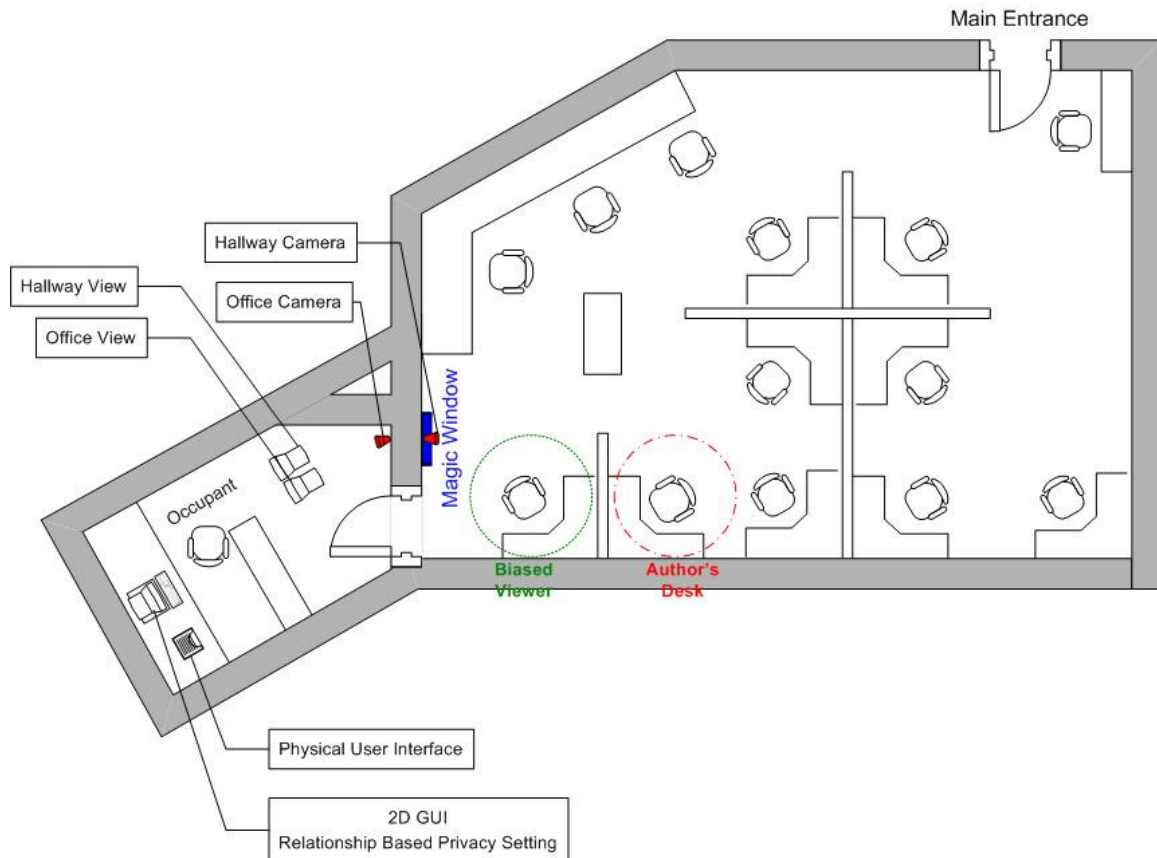 Main Entrance
Hallway Camera
Hallway View
Office Camera
Office View
Magic Window
Occupant
Biased
Viewer
Author's
Desk
Physical User Interface
2D GUI
Relationship Based Privacy Setting